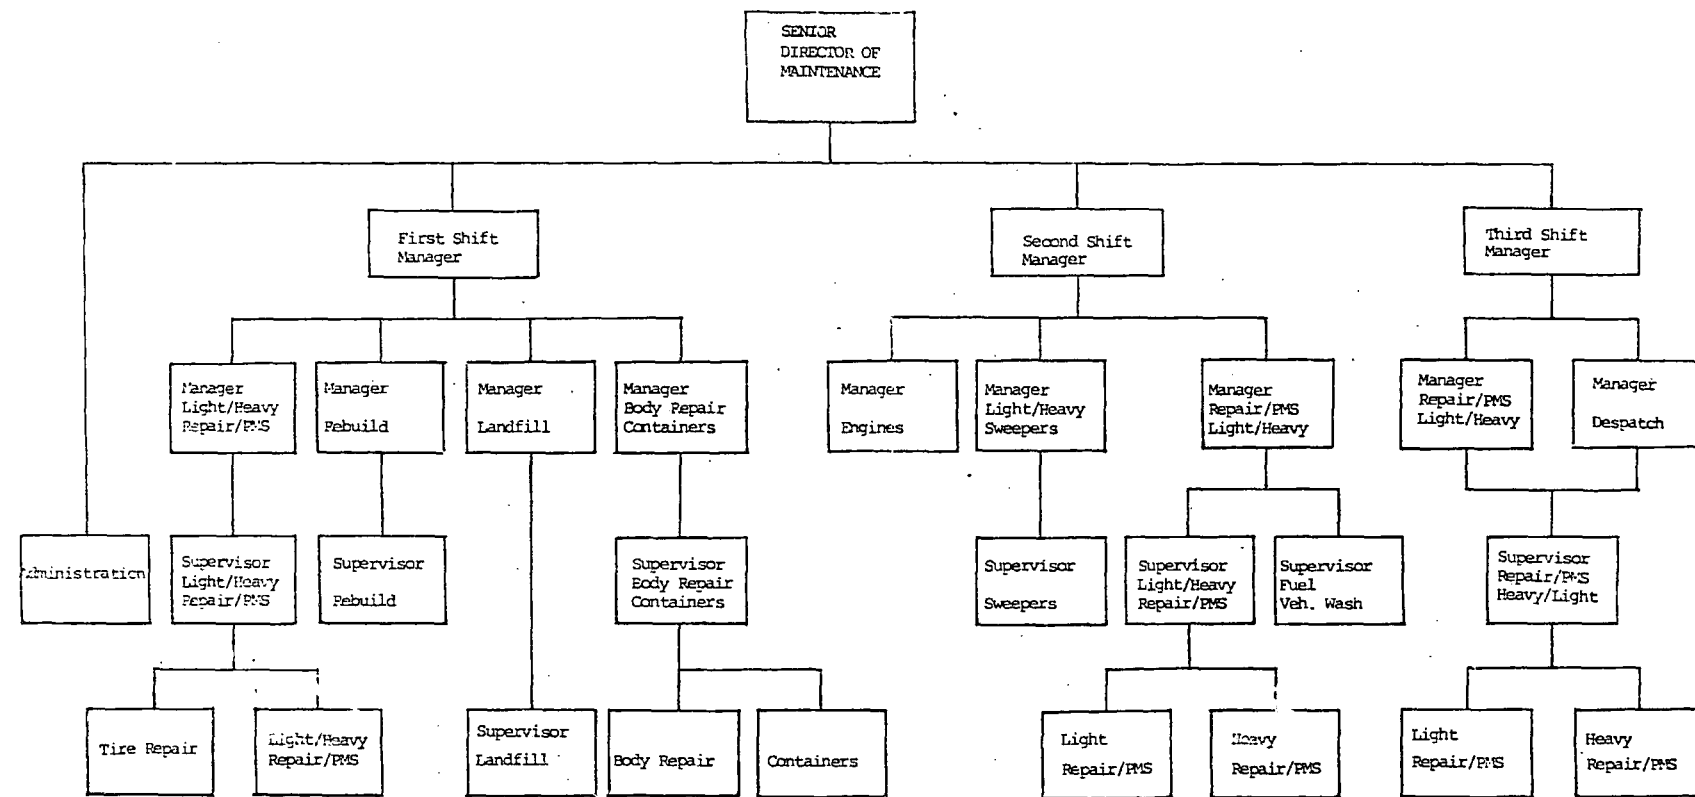 SENIOR
DIRECTOR OF
MAINTENANCE
First Shift
Manager
Second Shift
Manager
Third Shift
Manager
Manager
Light/Heavy
Repair/PMS
Manager
Rebuild
Manager
Landfill
Manager
Body Repair
Containers
Manager
Engines
Manager
Light/Heavy
Sweepers
Manager
Repair/PMS
Light/Heavy
Manager
Repair/PMS
Light/Heavy
Manager
Despatch
Administration
Supervisor
Light/Heavy
Repair/PMS
Supervisor
Rebuild
Supervisor
Body Repair
Containers
Supervisor
Sweepers
Supervisor
Light/Heavy
Repair/PMS
Supervisor
Fuel
Veh. Wash
Supervisor
Repair/PMS
Heavy/Light
Tire Repair
Light/Heavy
Repair/PMS
Supervisor
Landfill
Body Repair
Containers
Light
Repair/PMS
Heavy
Repair/PMS
Light
Repair/PMS
Heavy
Repair/PMS